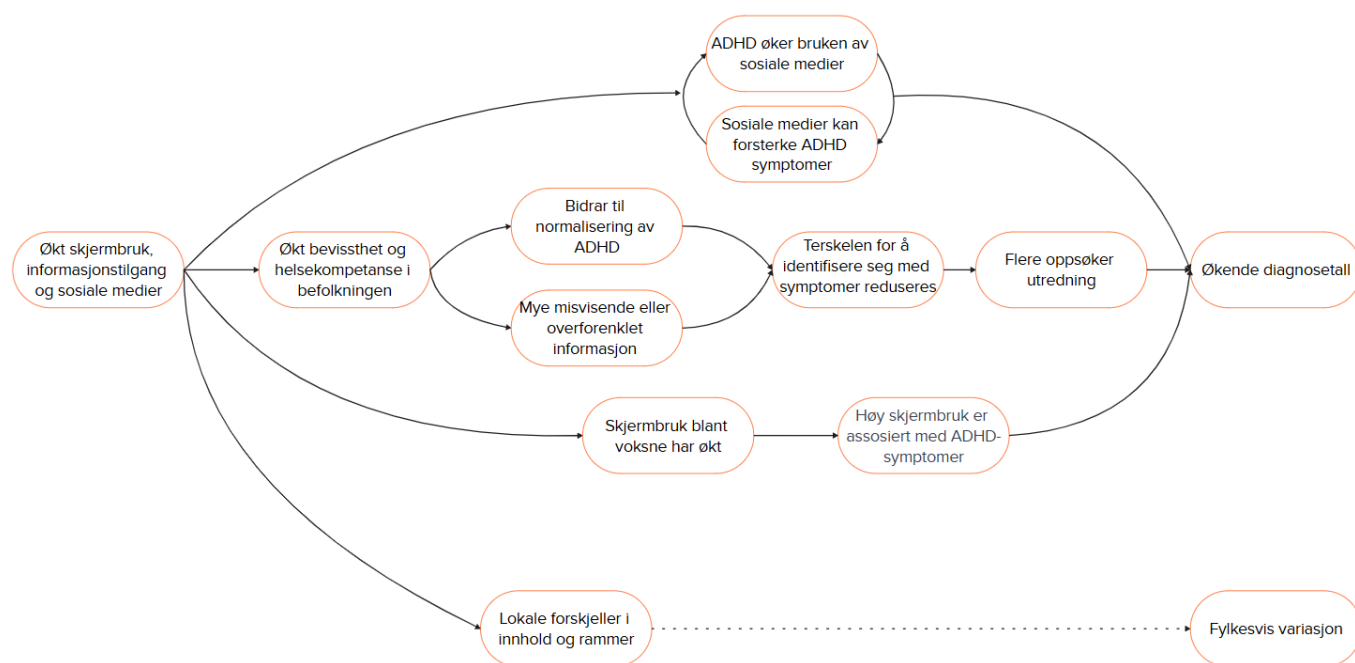 ADHD øker bruken av
sosiale medier
Sosiale medier kan
forsterke ADHD
symptomer
Økt skjermbruk,
informasjonstilgang
og sosiale medier
Økt bevissthet og
helsekompetanse i
befolkningen
Bidrar til
normalisering av
ADHD
Mye misvisende eller
overforenklet
informasjon
Terskelen for å
identifisere seg med
symptomer reduseres
Flere oppsøker
utredning
Økende diagnosetall
Skjermbruk blant
voksne har økt
Høy skjermbruk er
assosiert med ADHD-
symptomer
Lokale forskjeller i
innhold og rammer
Fylkesvis variasjon